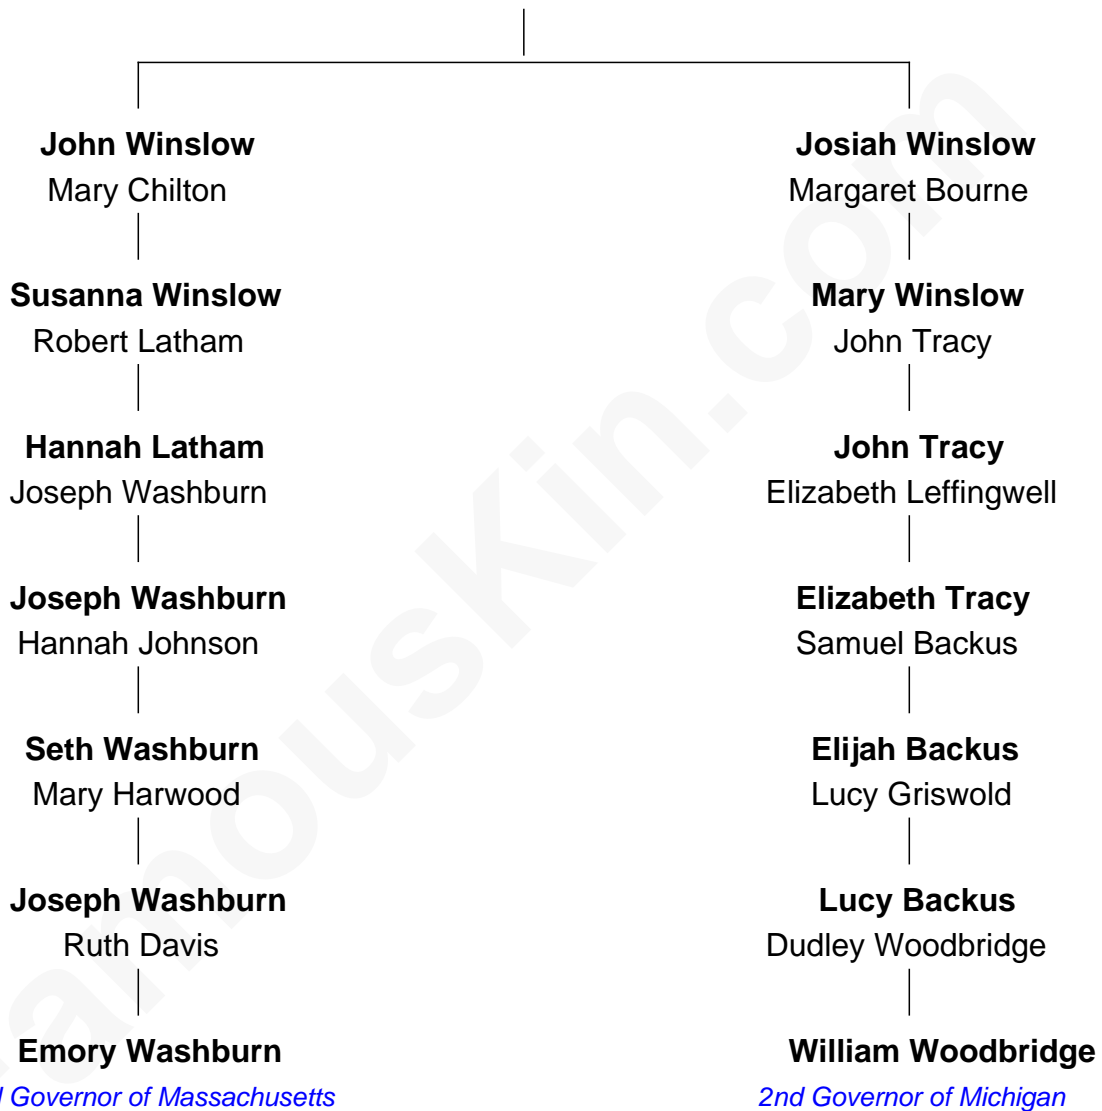 John Winslow
Mary Chilton
Josiah Winslow
Margaret Bourne
Susanna Winslow
Robert Latham
Mary Winslow
John Tracy
Hannah Latham
Joseph Washburn
John Tracy
Elizabeth Leffingwell
Joseph Washburn
Hannah Johnson
Elizabeth Tracy
Samuel Backus
Seth Washburn
Mary Harwood
Elijah Backus
Lucy Griswold
Joseph Washburn
Ruth Davis
Lucy Backus
Dudley Woodbridge
Emory Washburn
Governor of Massachusetts
William Woodbridge
2nd Governor of Michigan
amousKin.com